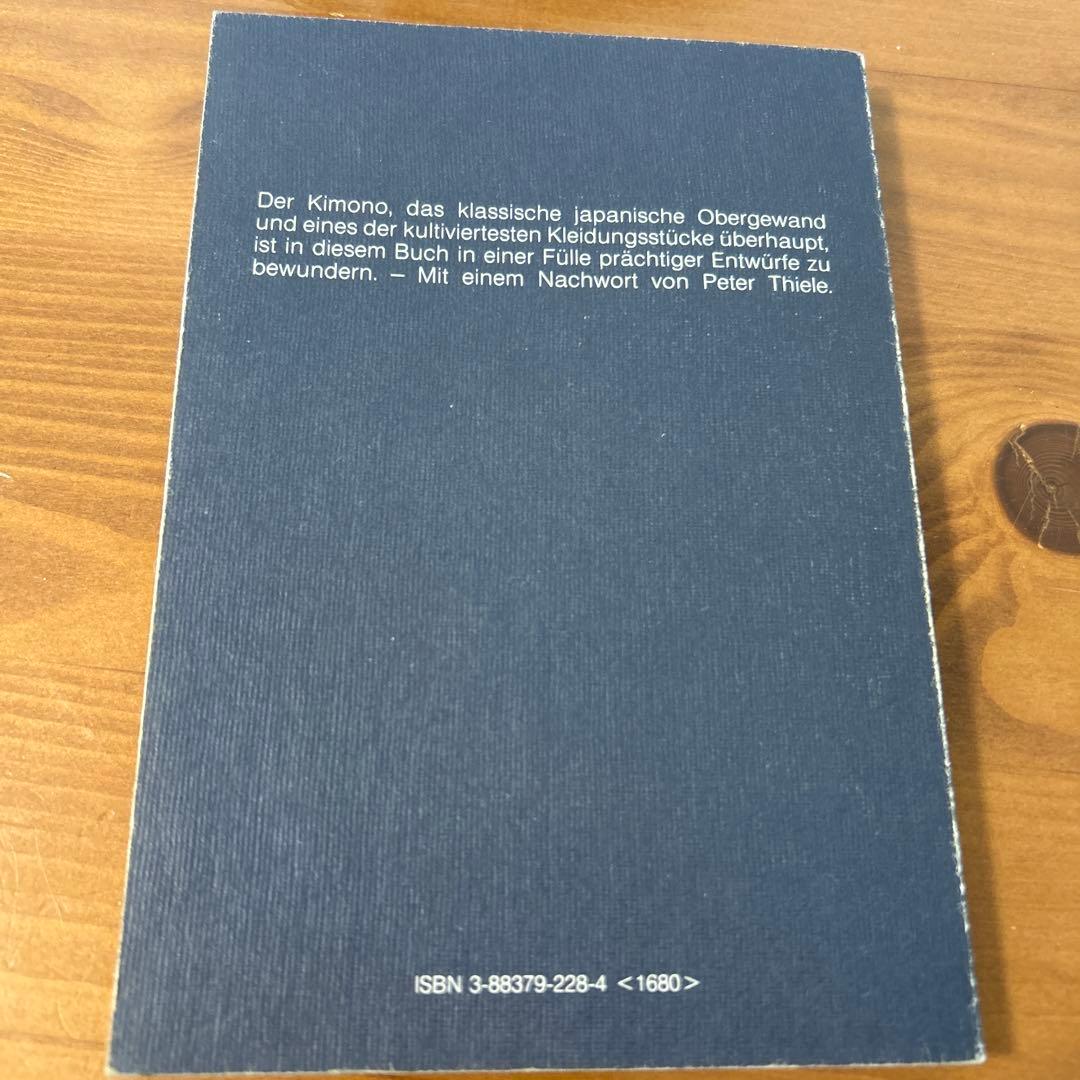 Der Kimono, das klassische japanische Obergewand
und eines der kultiviertesten Kleidungsstücke überhaupt,
ist in diesem Buch in einer Fülle prächtiger Entwürfe zu
bewundern. – Mit einem Nachwort von Peter Thiele.
ISBN 3-88379-228-4 <1680>